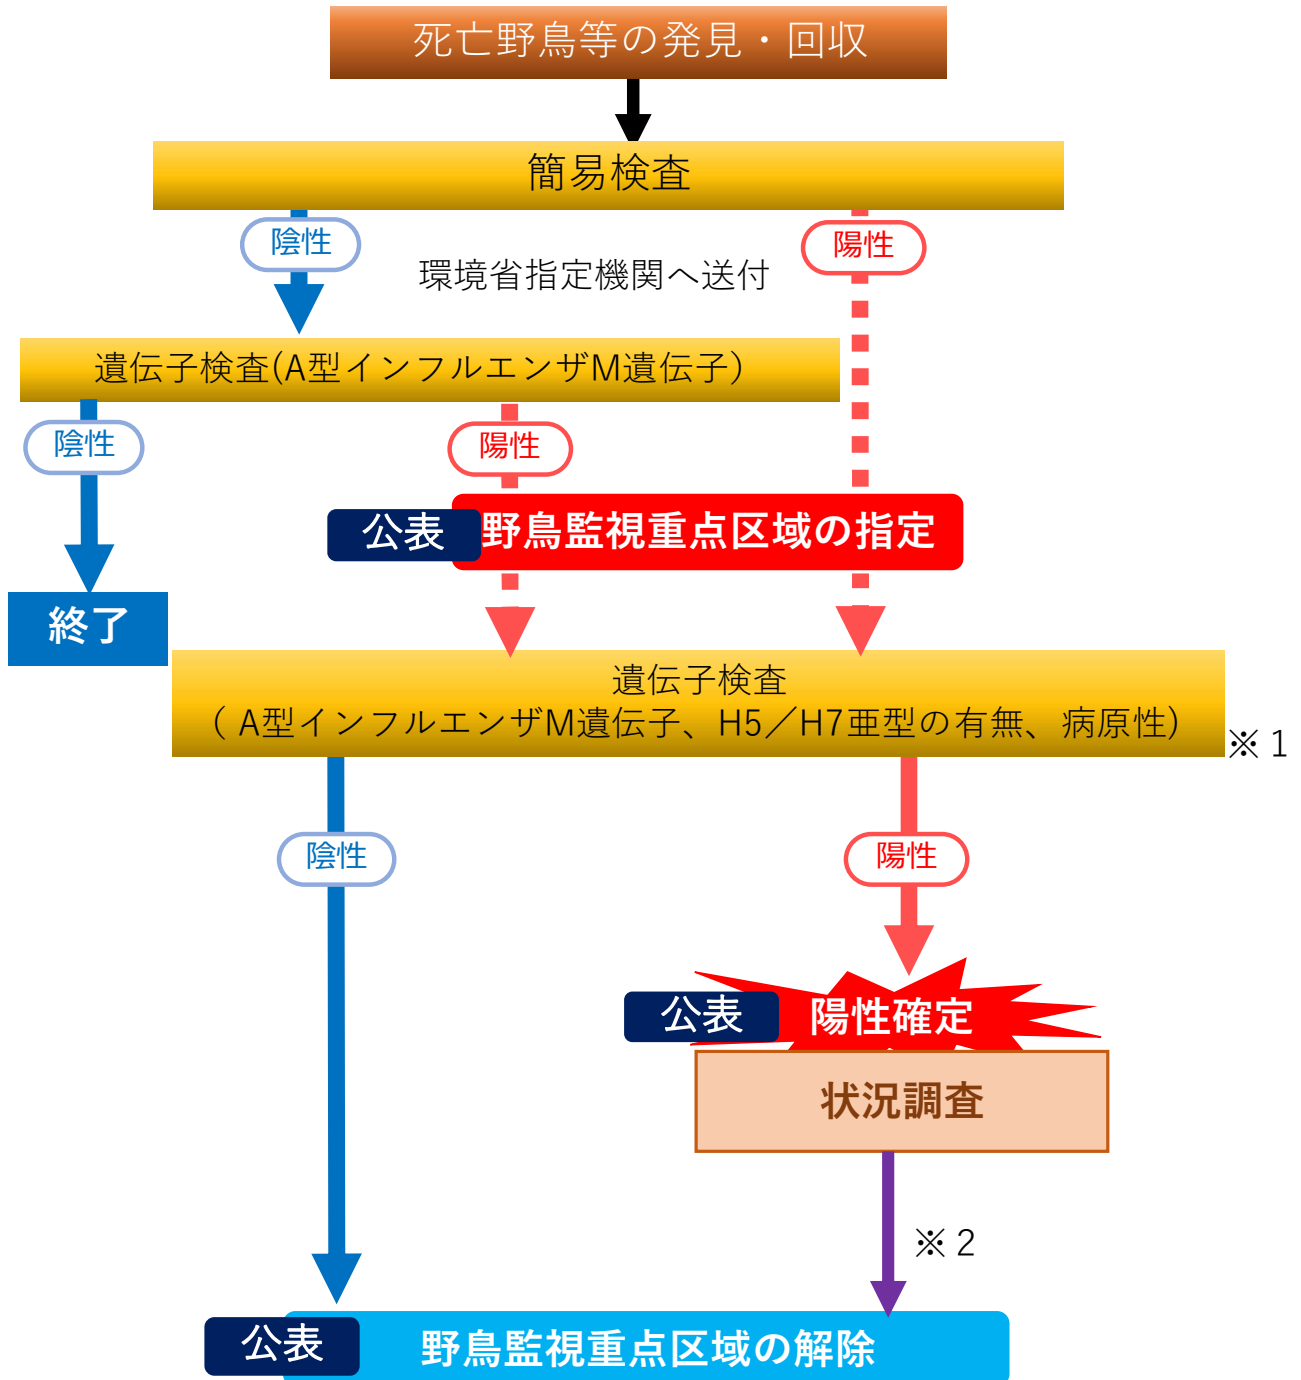 死亡野鳥等の発見・回収
簡易検査
陰性
陽性
環境省指定機関へ送付
遺伝子検査(A型インフルエンザM遺伝子)
陰性
陽性
公表
野鳥監視重点区域の指定
終了
遺伝子検査
( A型インフルエンザM遺伝子、H5／H7亜型の有無、病原性)
※1
陰性
陽性
公表
陽性確定
状況調査
※2
公表
野鳥監視重点区域の解除